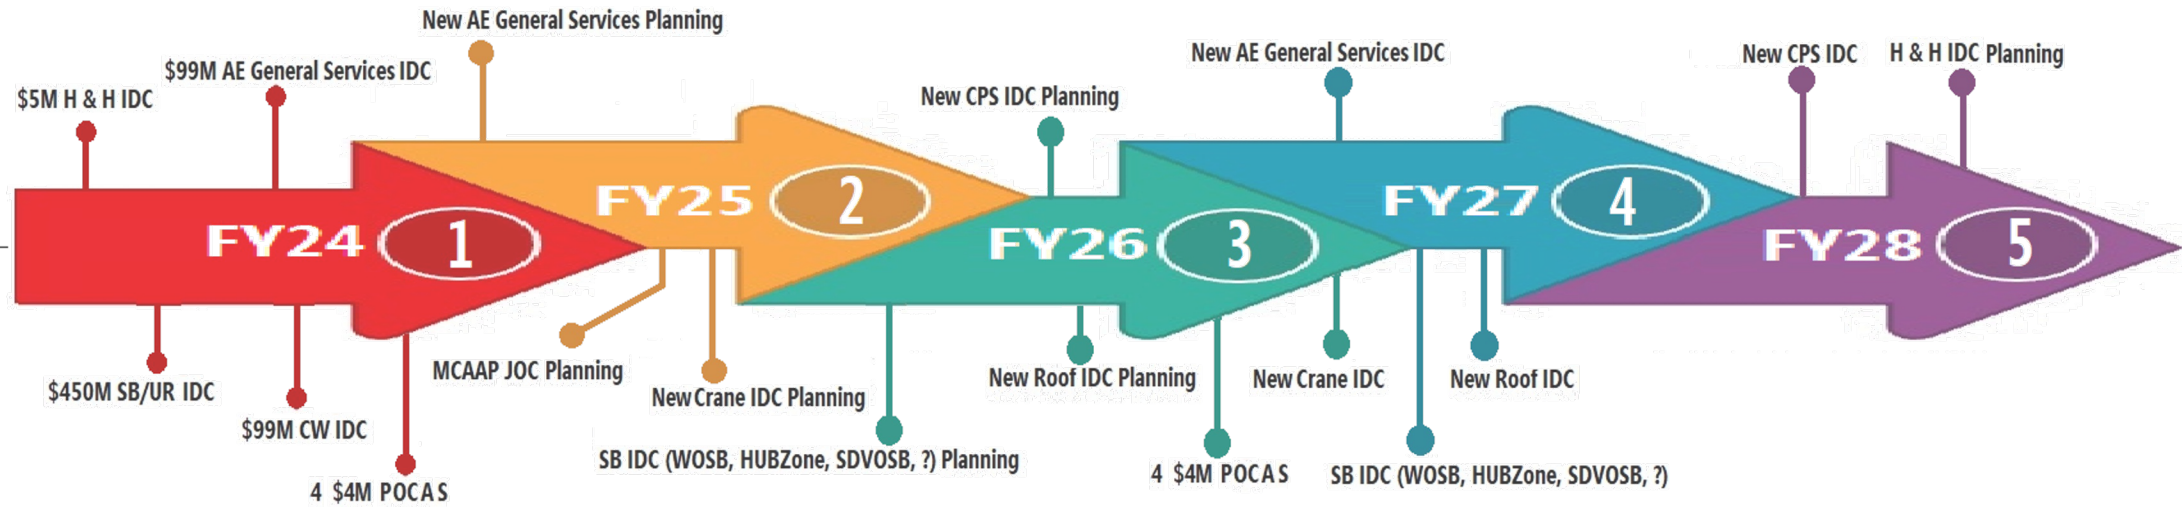 New AE General Services Planning
$99M AE General Services IDC
$5M H & H IDC
New CPS IDC Planning
New AE General Services IDC
New CPS IDC
H & H IDC Planning
FY24 1
FY25 2
FY26 3
FY27 4
FY28 5
$450M SB/UR IDC
$99M CW IDC
4 $4M POCAS
MCAAP JOC Planning
New Crane IDC Planning
SB IDC (WOSB, HUBZone, SDVOSB, ?) Planning
New Roof IDC Planning
4 $4M POCAS
New Crane IDC
SB IDC (WOSB, HUBZone, SDVOSB, ?)
New Roof IDC